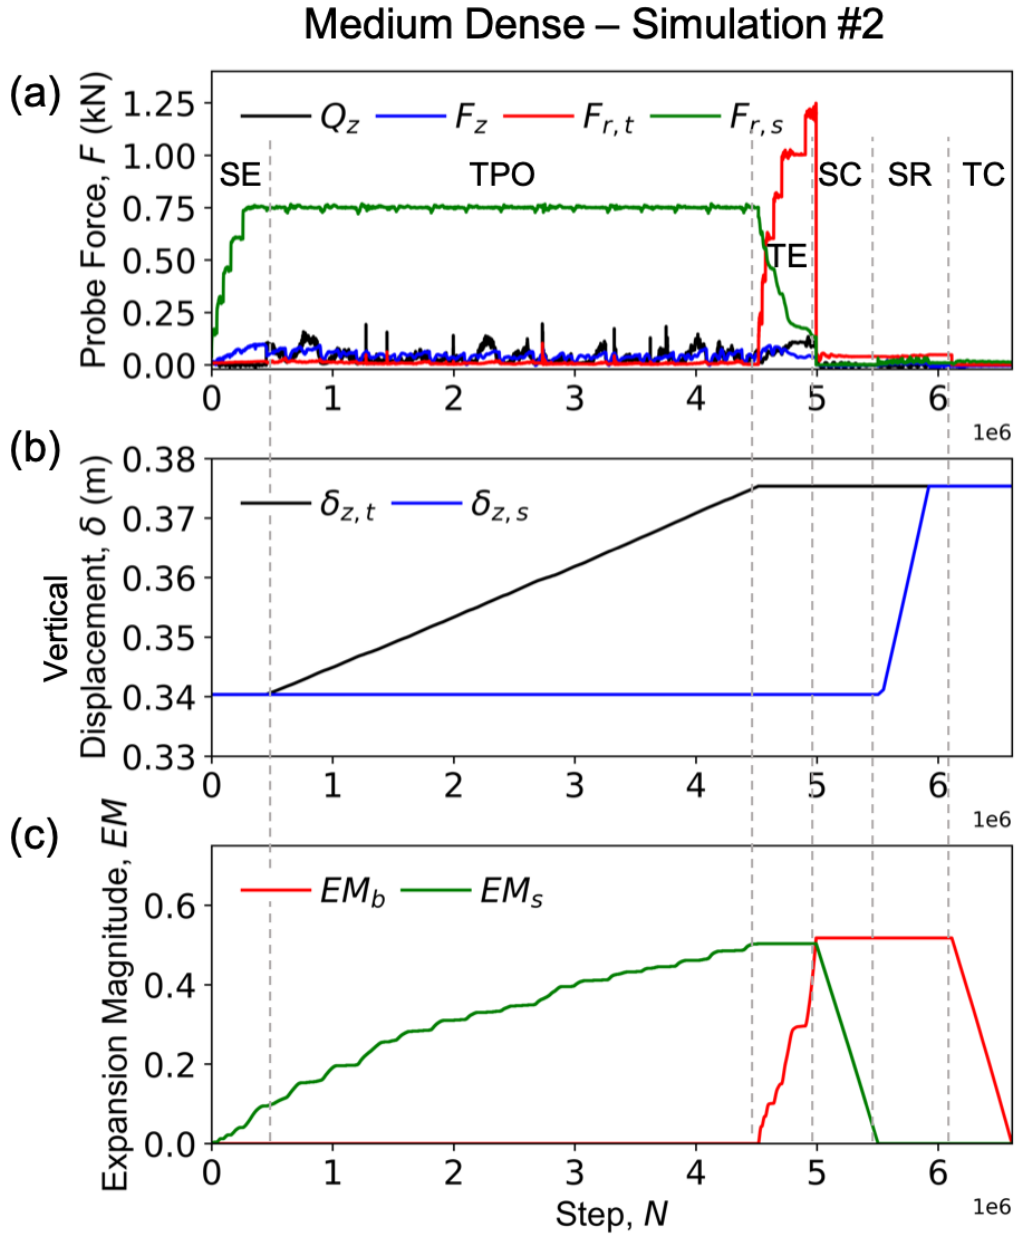 Medium Dense – Simulation #2
(a)
Probe Force, F (kN)
1.25
1.00
0.75
0.50
0.25
0.00
Q_z F_z F_{r,t} F_{r,s}
SE TPO TE SC SR TC
0 1 2 3 4 5 6
1e6
(b)
Vertical
Displacement, δ (m)
0.38
0.37
0.36
0.35
0.34
0.33
δ_{z,t} δ_{z,s}
0 1 2 3 4 5 6
1e6
(c)
Expansion Magnitude, EM
0.6
0.4
0.2
0.0
EM_b EM_s
0 1 2 3 4 5 6
1e6
Step, N